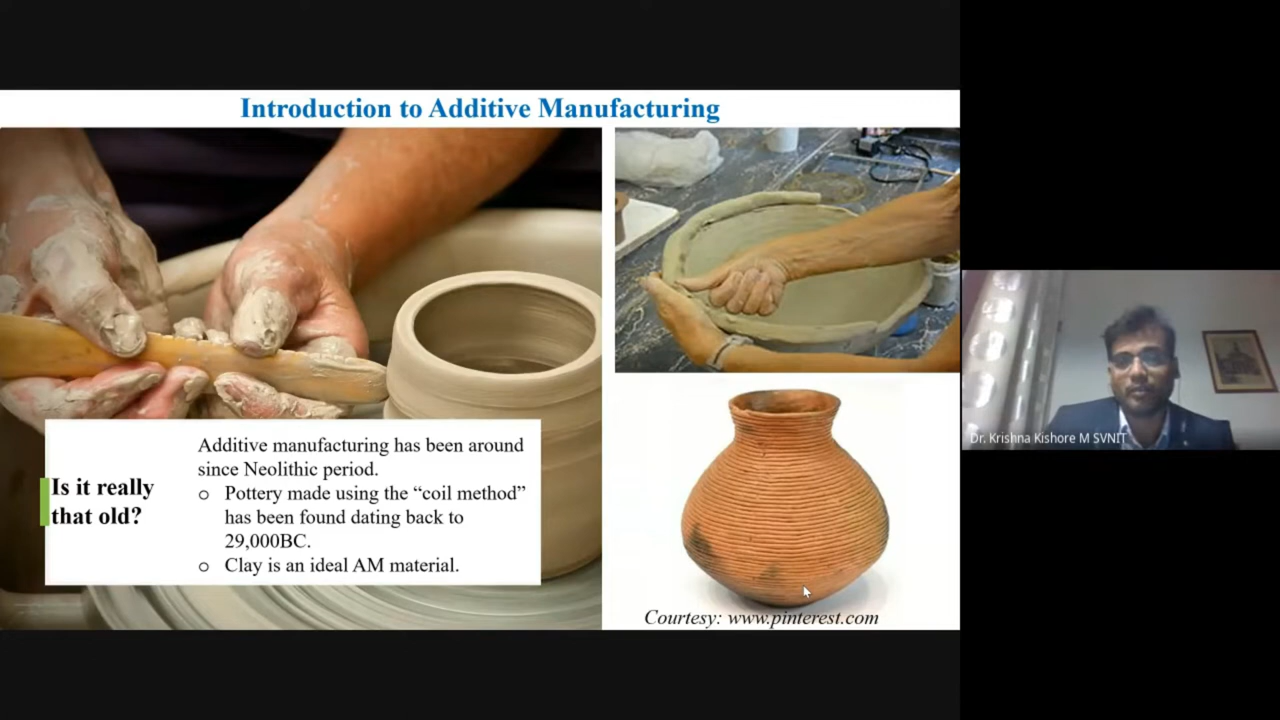 Introduction to Additive Manufacturing
Is it really
that old?
Additive manufacturing has been around
since Neolithic period.
o Pottery made using the “coil method”
has been found dating back to
29,000BC.
o Clay is an ideal AM material.
Courtesy: www.pinterest.com
Dr. Krishna Kishore M SVNIT